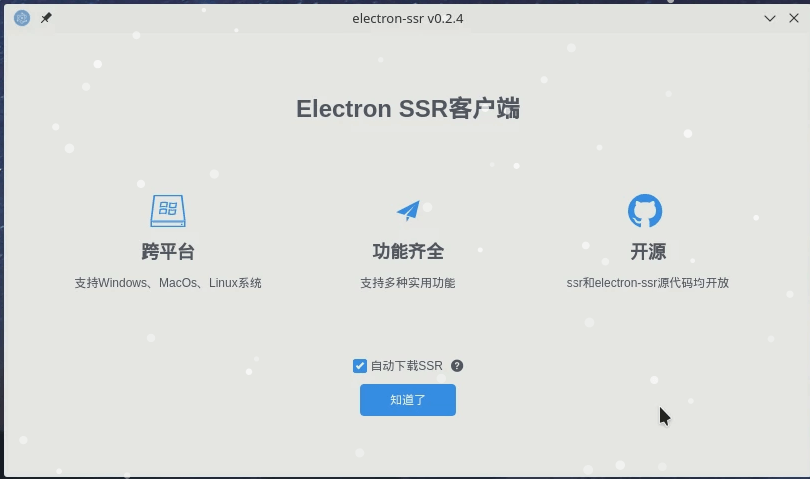 electron-ssr v0.2.4
Electron SSR客户端
跨平台
功能齐全
开源
支持Windows、MacOs、Linux系统
支持多种实用功能
ssr和electron-ssr源代码均开放
自动下载SSR ?
知道了